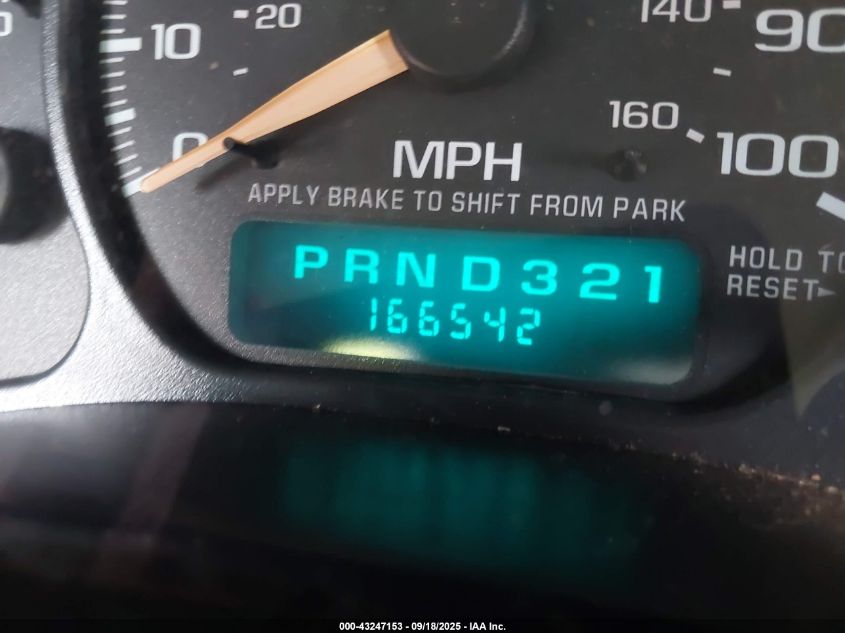 10
20
0
140
90
160
100
MPH
APPLY BRAKE TO SHIFT FROM PARK
PRND321
166542
HOLD TO
RESET
000-43247153 - 09/18/2025 - IAA Inc.